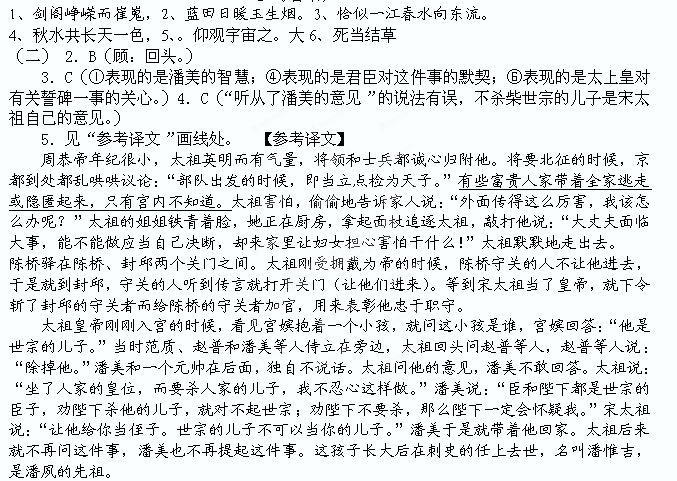 1、剑阁峥嵘而崔嵬，2、蓝田日暖玉生烟。3、恰似一江春水向东流。
4、秋水共长天一色，5、。仰观宇宙之。大 6、死当结草
（二） 2．B（顾：回头。）
3．C（①表现的是潘美的智慧；④表现的是君臣对这件事的默契；⑥表现的是太上皇对
有关誓碑一事的关心。）4．C（“听从了潘美的意见 ”的说法有误，不杀柴世宗的儿子是宋太
祖自己的意见。）
5．见 “参考译文 ”画线处。 【参考译文】
周恭帝年纪很小，太祖英明而有气量，将领和士兵都诚心归附他。将要北征的时候，京
都到处都乱哄哄议论：“部队出发的时候，即当立点检为天子。” 有些富贵人家带着全家逃走
或隐匿起来，只有宫内不知道。太祖害怕，偷偷地告诉家人说：“外面传得这么厉害，我该怎
么办呢？” 太祖的姐姐铁青着脸，她正在厨房，拿起面杖追逐太祖，敲打他说：“大丈夫面临
大事，能不能做应当自己决断，却来家里让妇女担心害怕干什么!” 太祖默默地走出去。
陈桥驿在陈桥、封邱两个关门之间。太祖刚受拥戴为帝的时候，陈桥守关的人不让他进去，
于是就到封邱，守关的人听到传言就打开关门（让他们进来）。等到宋太祖当了皇帝，就下令
斩了封邱的守关者而给陈桥的守关者加官，用来表彰他忠于职守。
太祖皇帝刚刚入宫的时候，看见宫嫔抱着一个小孩，就问这小孩是谁，宫嫔回答：“他是
世宗的儿子。” 当时范质、赵普和潘美等人侍立在旁边，太祖回头问赵普等人，赵普等人说：
“除掉他。”潘美和一个元帅在后面，独自不说话。太祖问他的意见，潘美不敢回答。太祖说：
“坐了人家的皇位，而要杀人家的儿子，我不忍心这样做。” 潘美说：“臣和陛下都是世宗的
臣子，劝陛下杀他的儿子，就对不起世宗；劝陛下不要杀，那么陛下一定会怀疑我。” 宋太祖
说：“让他给你当侄子。世宗的儿子不可以当你的儿子。” 潘美于是就带着他回家。太祖后来
就不再问这件事，潘美也不再提起这件事。这孩子长大后在刺史的任上去世，名叫潘惟吉，
是潘夙的先祖。